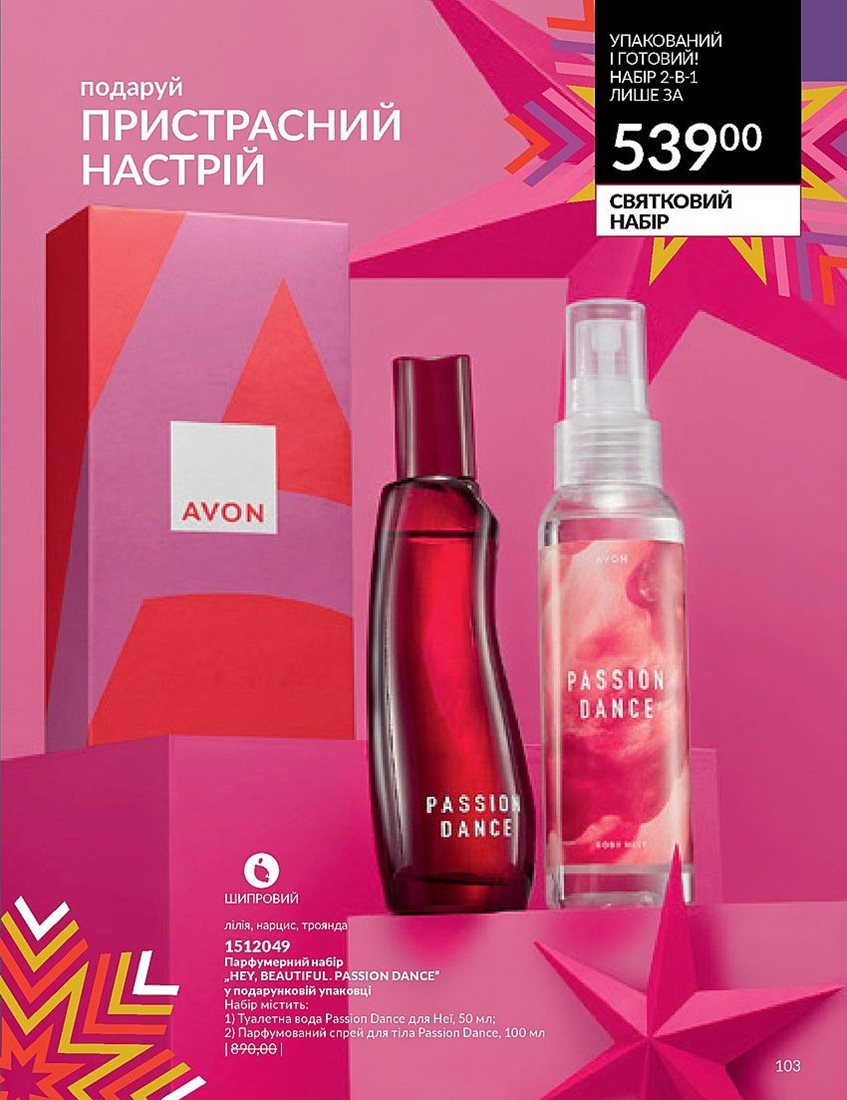 подаруй
ПРИСТРАСНИЙ
НАСТРІЙ
УПАКОВАНИЙ
І ГОТОВИЙ!
НАБІР 2-В-1
ЛИШЕ ЗА
539⁰⁰
СВЯТКОВИЙ
НАБІР
AVON
AVON
PASSION
DANCE
BODY MIST
PASSION
DANCE
ШИПРОВИЙ
лілія, нарцис, троянда
1512049
Парфумерний набір
„HEY, BEAUTIFUL. PASSION DANCE”
у подарунковій упаковці
Набір містить:
1) Туалетна вода Passion Dance для Неї, 50 мл;
2) Парфумований спрей для тіла Passion Dance, 100 мл
| 890,00 |
103